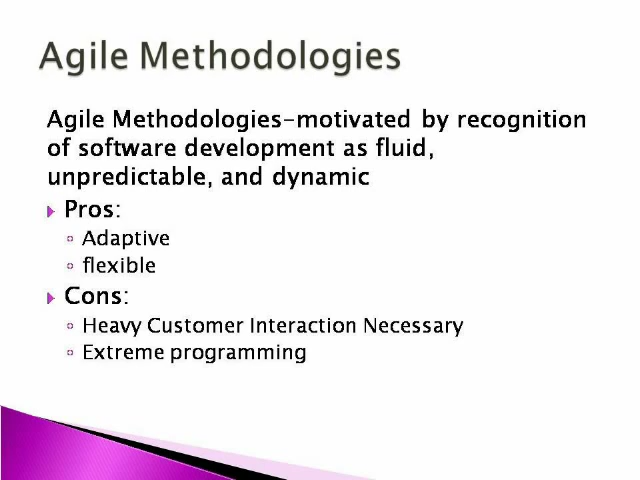 Agile Methodologies
Agile Methodologies-motivated by recognition
of software development as fluid,
unpredictable, and dynamic
Pros:
Adaptive
flexible
Cons:
Heavy Customer Interaction Necessary
Extreme programming